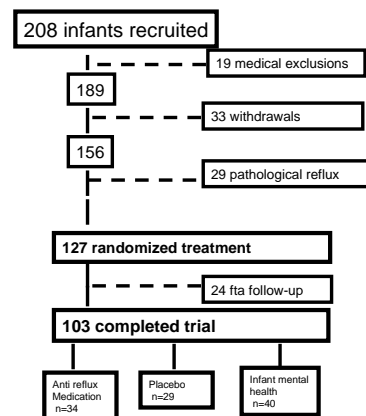 208 infants recruited
19 medical exclusions
189
33 withdrawals
156
29 pathological reflux
127 randomized treatment
24 fta follow-up
103 completed trial
Anti reflux
Medication
n=34
Placebo
n=29
Infant mental
health
n=40